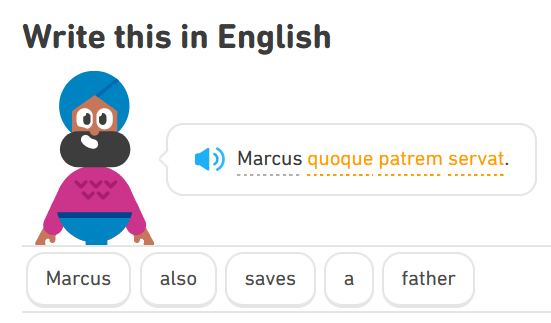 Write this in English
Marcus quoque patrem servat.
Marcus also saves a father